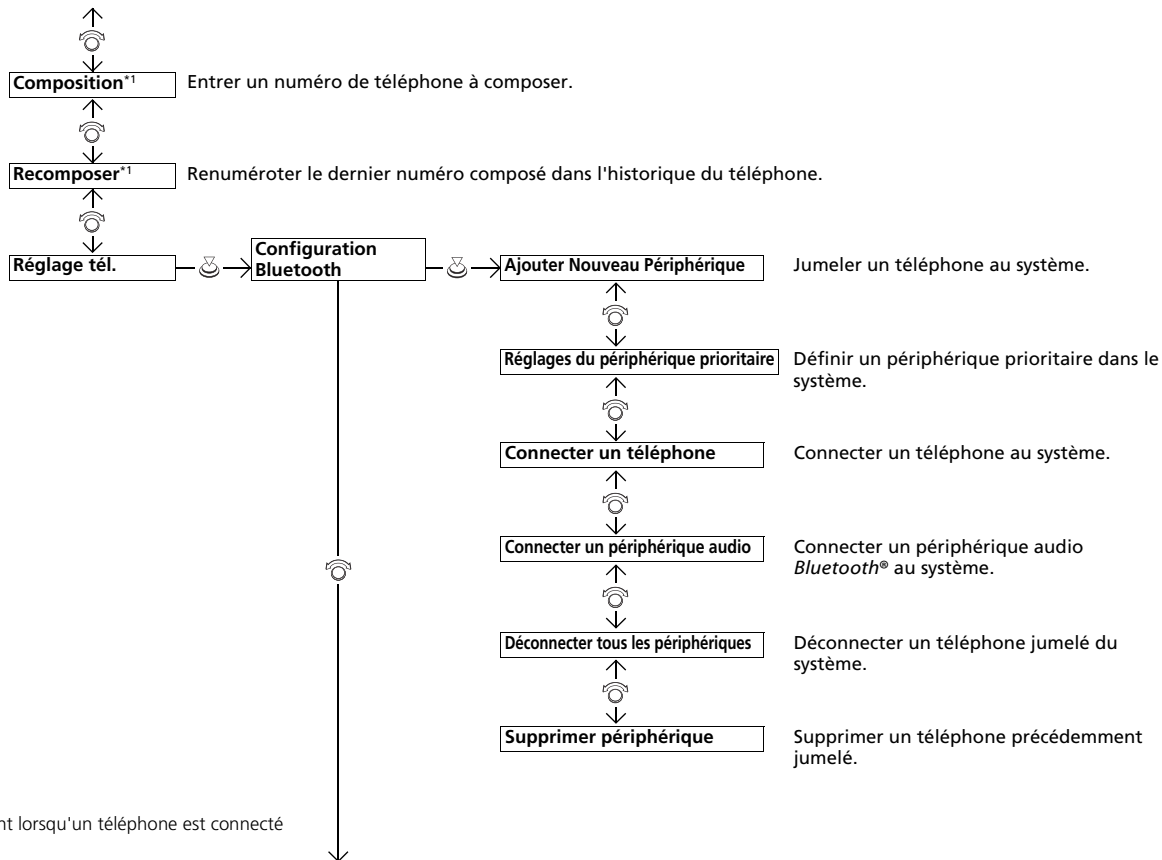 Composition*1
Entrer un numéro de téléphone à composer.
Recomposer*1
Renuméroter le dernier numéro composé dans l'historique du téléphone.
Réglage tél.
Configuration
Bluetooth
Ajouter Nouveau Périphérique
Jumeler un téléphone au système.
Réglages du périphérique prioritaire
Définir un périphérique prioritaire dans le
système.
Connecter un téléphone
Connecter un téléphone au système.
Connecter un périphérique audio
Connecter un périphérique audio
Bluetooth® au système.
Déconnecter tous les périphériques
Déconnecter un téléphone jumelé du
système.
Supprimer périphérique
Supprimer un téléphone précédemment
jumelé.
nt lorsqu'un téléphone est connecté